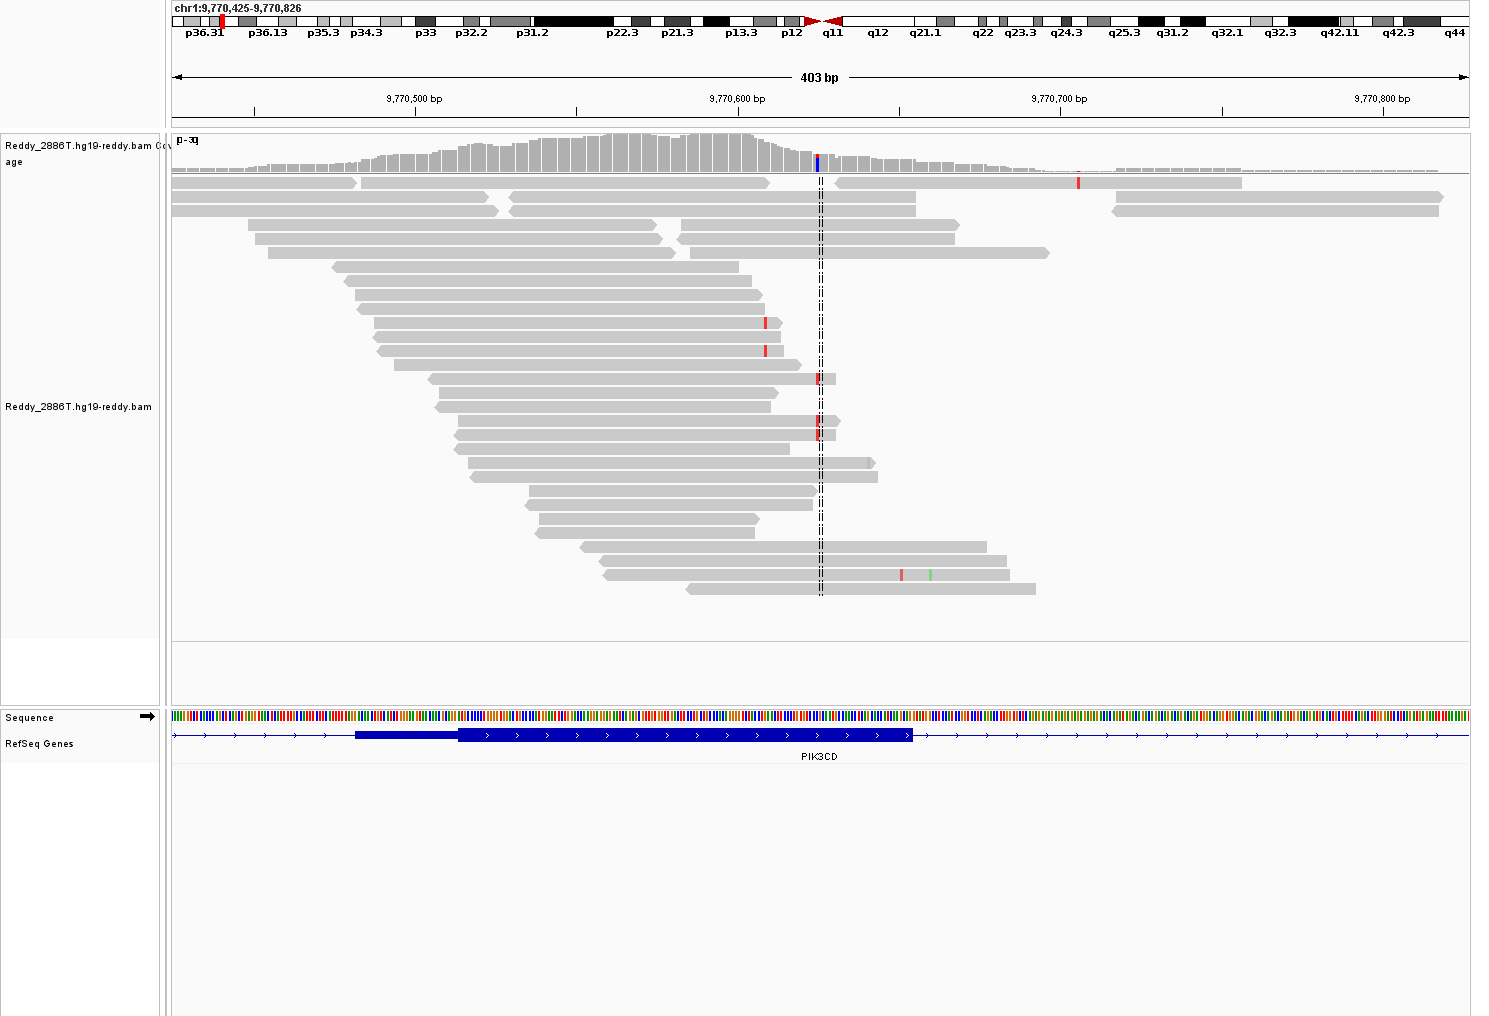 chr1:9,770,425-9,770,826
p36.31 p36.13 p35.3 p34.3 p33 p32.2 p31.2 p22.3 p21.3 p13.3 p12 q11 q12 q21.1 q22 q23.3 q24.3 q25.3 q31.2 q32.1 q32.3 q42.11 q42.3 q44
403 bp
9,770,500 bp 9,770,600 bp 9,770,700 bp 9,770,800 bp
Reddy_2886T.hg19-reddy.bam Cov
age
[0 - 30]
Reddy_2886T.hg19-reddy.bam
Sequence
RefSeq Genes
PIK3CD